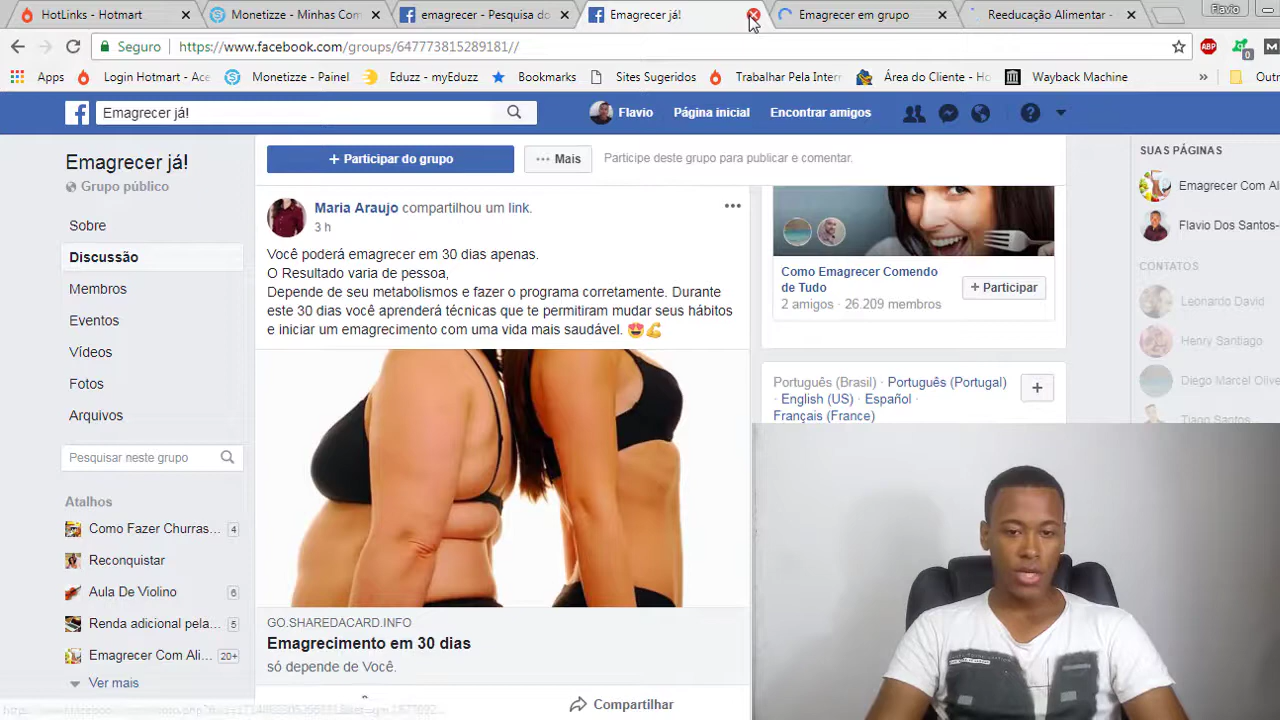 HotLinks - Hotmart
Monetizze - Minhas Com
emagrecer - Pesquisa do
Emagrecer já!
Emagrecer em grupo
Reeducação Alimentar -
Flavio
Seguro
https://www.facebook.com/groups/647773815289181//
ABP
0
M
Apps
Login Hotmart - Ace
Monetizze - Painel
Eduzz - myEduzz
Bookmarks
Sites Sugeridos
Trabalhar Pela Intern
Área do Cliente - Ho
Wayback Machine
»
Outr
Emagrecer já!
Flavio
Página inicial
Encontrar amigos
Emagrecer já!
Grupo público
Sobre
Discussão
Membros
Eventos
Vídeos
Fotos
Arquivos
Pesquisar neste grupo
Atalhos
Como Fazer Churras... 4
Reconquistar
Aula De Violino 6
Renda adicional pela... 5
Emagrecer Com Ali... 20+
Ver mais
+ Participar do grupo
••• Mais
Participe deste grupo para publicar e comentar.
Maria Araujo compartilhou um link.
3 h
Você poderá emagrecer em 30 dias apenas.
O Resultado varia de pessoa,
Depende de seu metabolismos e fazer o programa corretamente. Durante
este 30 dias você aprenderá técnicas que te permitiram mudar seus hábitos
e iniciar um emagrecimento com uma vida mais saudável. 😍💪
GO.SHAREDACARD.INFO
Emagrecimento em 30 dias
só depende de Você.
Compartilhar
Como Emagrecer Comendo
de Tudo
2 amigos · 26.209 membros
+ Participar
Português (Brasil) · Português (Portugal)
· English (US) · Español ·
Français (France)
+
SUAS PÁGINAS
Emagrecer Com A
Flavio Dos Santos-
CONTATOS
Leonardo David
Henry Santiago
Diego Marcel Olive
Tiago Santos